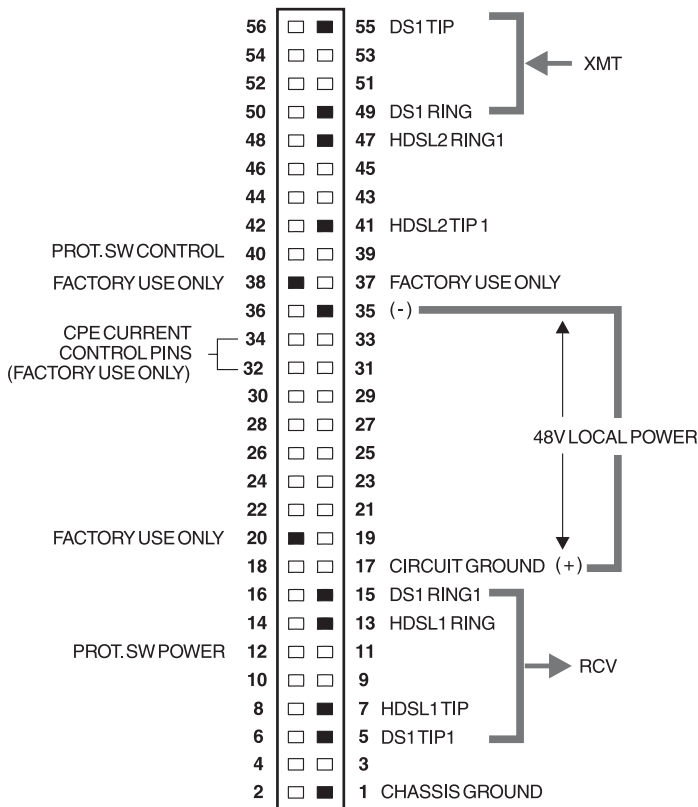 56 55 DS1 TIP
54 53
XMT
52 51
50 49 DS1 RING
48 47 HDSL2 RING1
46 45
44 43
42 41 HDSL2 TIP 1
PROT. SW CONTROL 40 39
FACTORY USE ONLY 38 37 FACTORY USE ONLY
36 35 (-)
CPE CURRENT
CONTROL PINS
(FACTORY USE ONLY)
34 33
32 31
30 29
28 27
48V LOCAL POWER
26 25
24 23
22 21
FACTORY USE ONLY 20 19
18 17 CIRCUIT GROUND (+)
16 15 DS1 RING1
14 13 HDSL1 RING
PROT. SW POWER 12 11
RCV
10 9
8 7 HDSL1 TIP
6 5 DS1 TIP1
4 3
2 1 CHASSIS GROUND